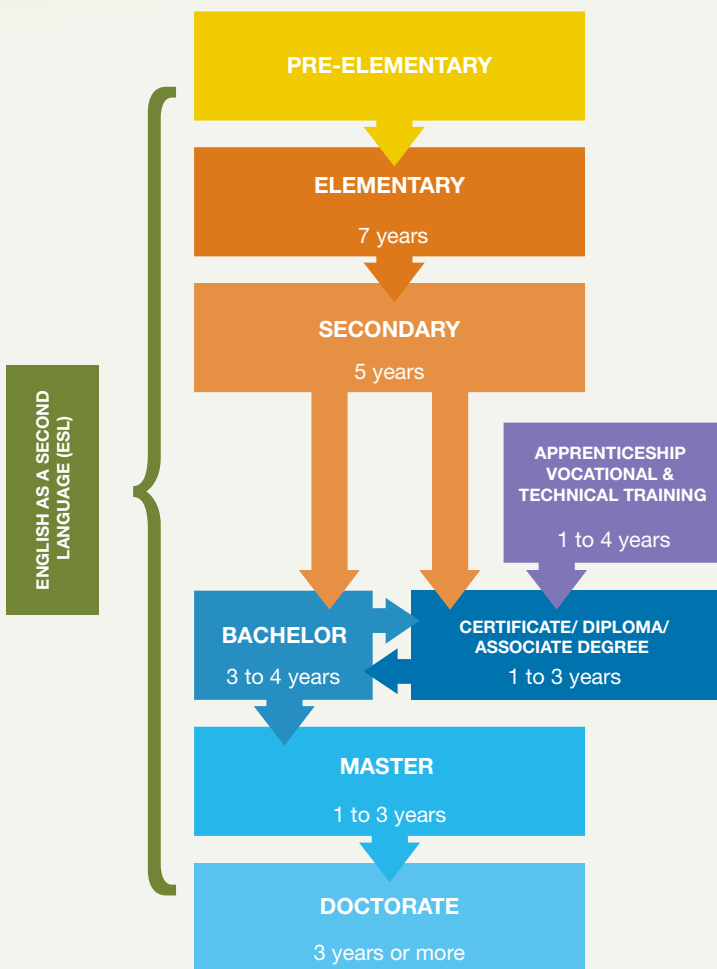 PRE-ELEMENTARY
ELEMENTARY
7 years
SECONDARY
5 years
ENGLISH AS A SECOND
LANGUAGE (ESL)
APPRENTICESHIP
VOCATIONAL &
TECHNICAL TRAINING
1 to 4 years
BACHELOR
3 to 4 years
CERTIFICATE/ DIPLOMA/
ASSOCIATE DEGREE
1 to 3 years
MASTER
1 to 3 years
DOCTORATE
3 years or more